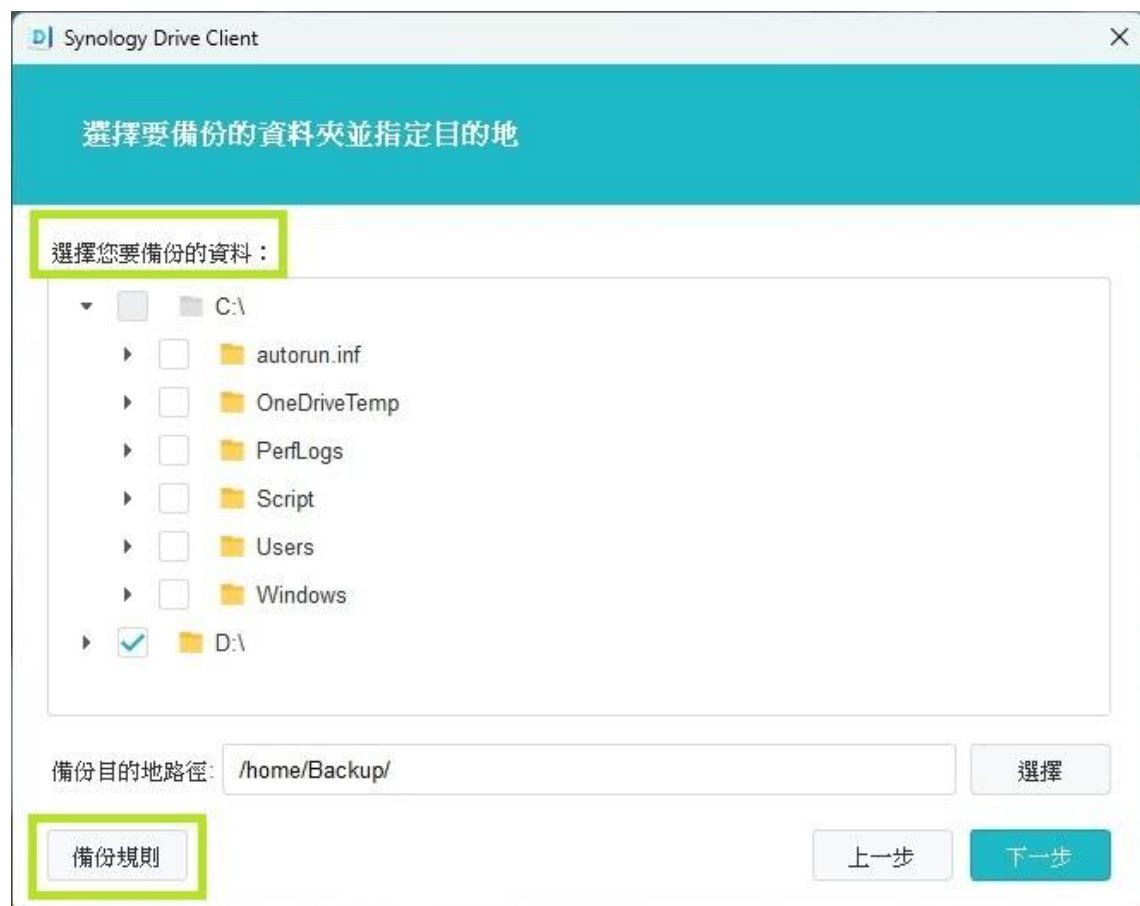 Synology Drive Client
選擇要備份的資料夾並指定目的地
選擇您要備份的資料：
C:\
autorun.inf
OneDriveTemp
PerfLogs
Script
Users
Windows
D:\
備份目的地路徑: /home/Backup/ 選擇
備份規則 上一步 下一步